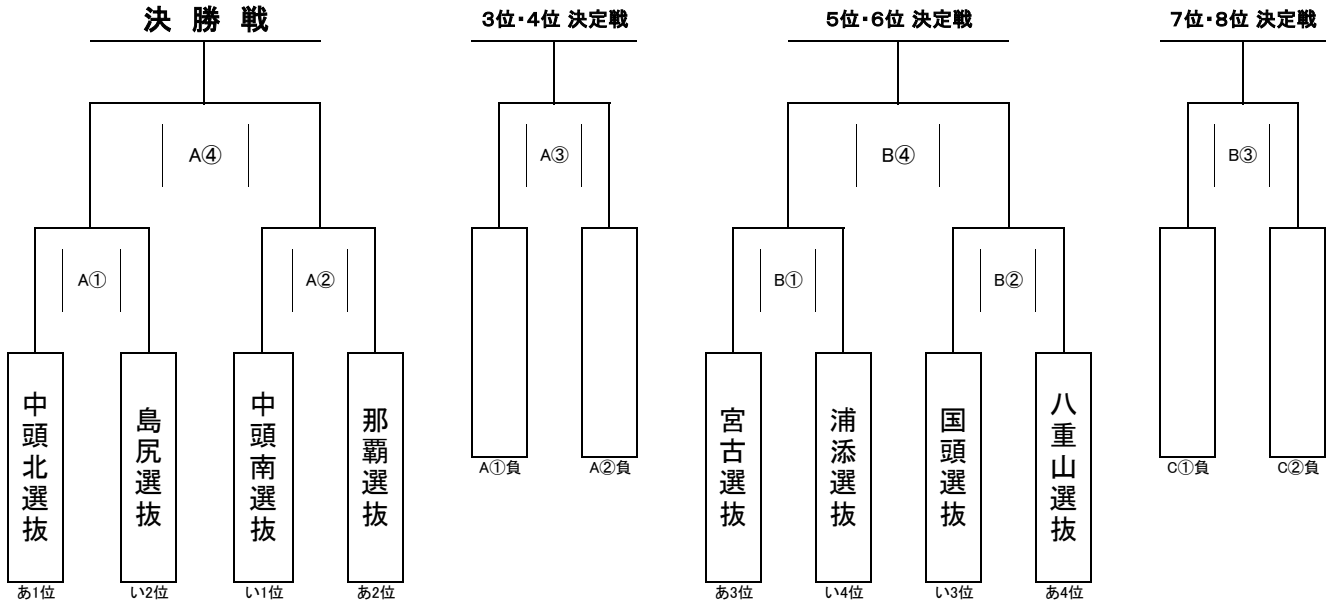 決 勝 戦
3位・4位 決定戦
5位・6位 決定戦
7位・8位 決定戦
A④
A③
B④
B③
A①
A②
B①
B②
中頭北選抜
島尻選抜
中頭南選抜
那覇選抜
宮古選抜
浦添選抜
国頭選抜
八重山選抜
A①負
A②負
C①負
C②負
あ1位
い2位
い1位
あ2位
あ3位
い4位
い3位
あ4位